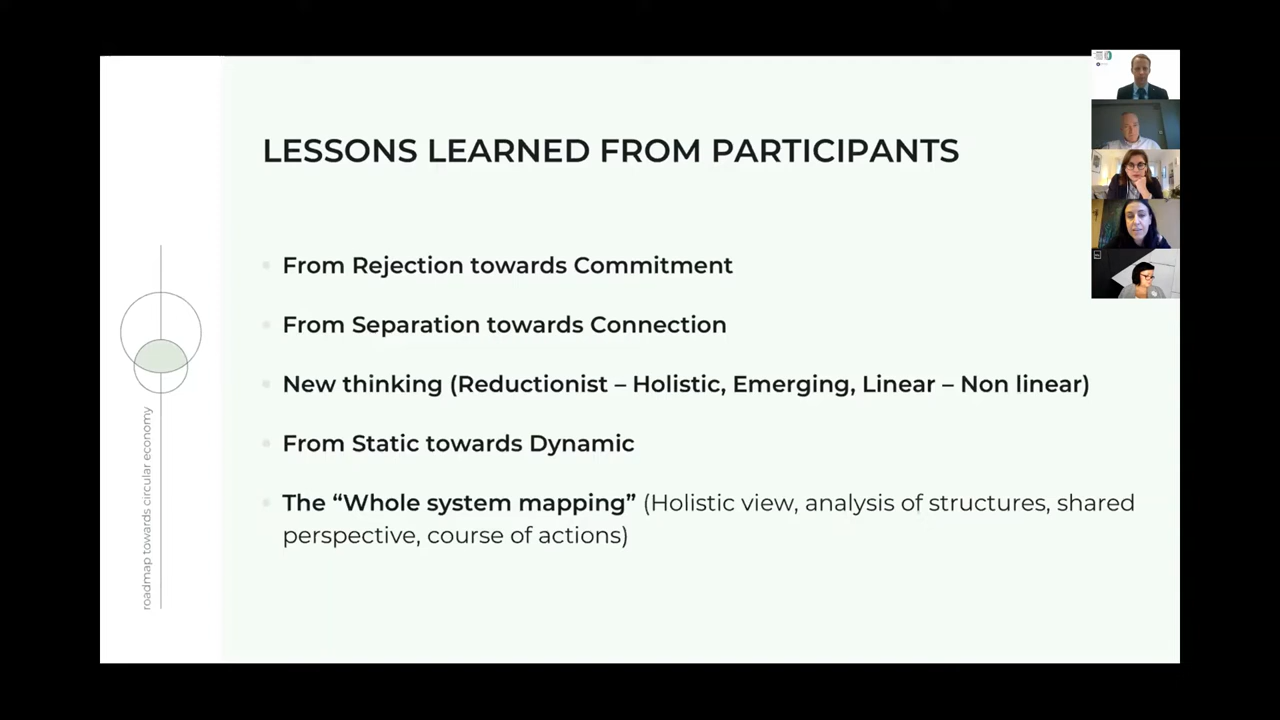 LESSONS LEARNED FROM PARTICIPANTS
From Rejection towards Commitment
From Separation towards Connection
New thinking (Reductionist – Holistic, Emerging, Linear – Non linear)
From Static towards Dynamic
The “Whole system mapping” (Holistic view, analysis of structures, shared
perspective, course of actions)
roadmap towards circular economy